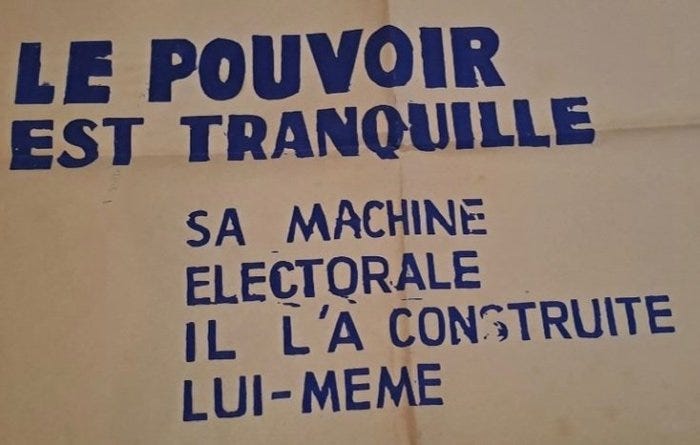 LE POUVOIR
EST TRANQUILLE
SA MACHINE
ELECTORALE
IL L'A CONSTRUITE
LUI-MEME